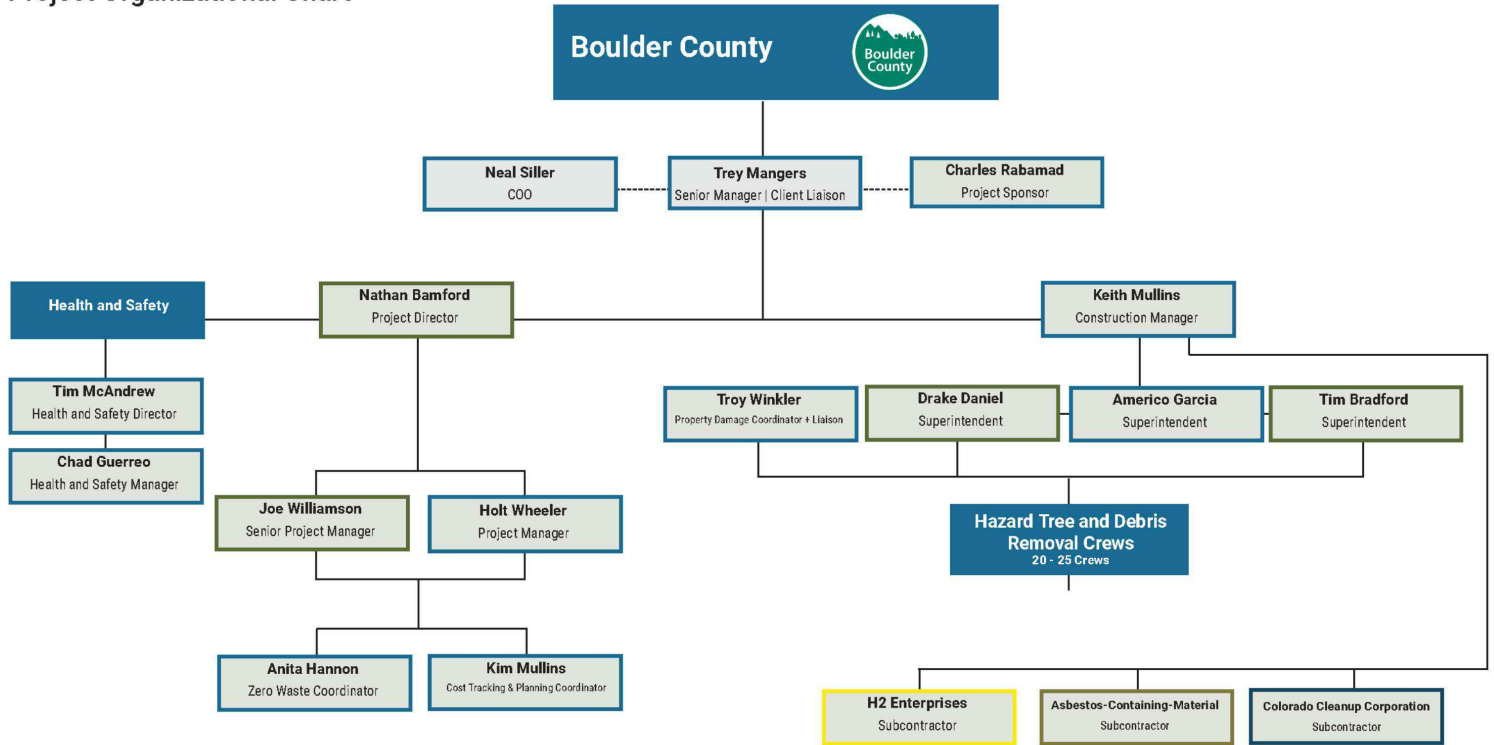 Project Organizational Chart
Boulder County
Boulder
County
Neal Siller
COO
Trey Mangers
Senior Manager | Client Liaison
Charles Rabamad
Project Sponsor
Health and Safety
Nathan Bamford
Project Director
Keith Mullins
Construction Manager
Tim McAndrew
Health and Safety Director
Troy Winkler
Property Damage Coordinator + Liaison
Drake Daniel
Superintendent
Americo Garcia
Superintendent
Tim Bradford
Superintendent
Chad Guerreo
Health and Safety Manager
Joe Williamson
Senior Project Manager
Holt Wheeler
Project Manager
Hazard Tree and Debris
Removal Crews
20 - 25 Crews
Anita Hannon
Zero Waste Coordinator
Kim Mullins
Cost Tracking & Planning Coordinator
H2 Enterprises
Subcontractor
Asbestos-Containing-Material
Subcontractor
Colorado Cleanup Corporation
Subcontractor